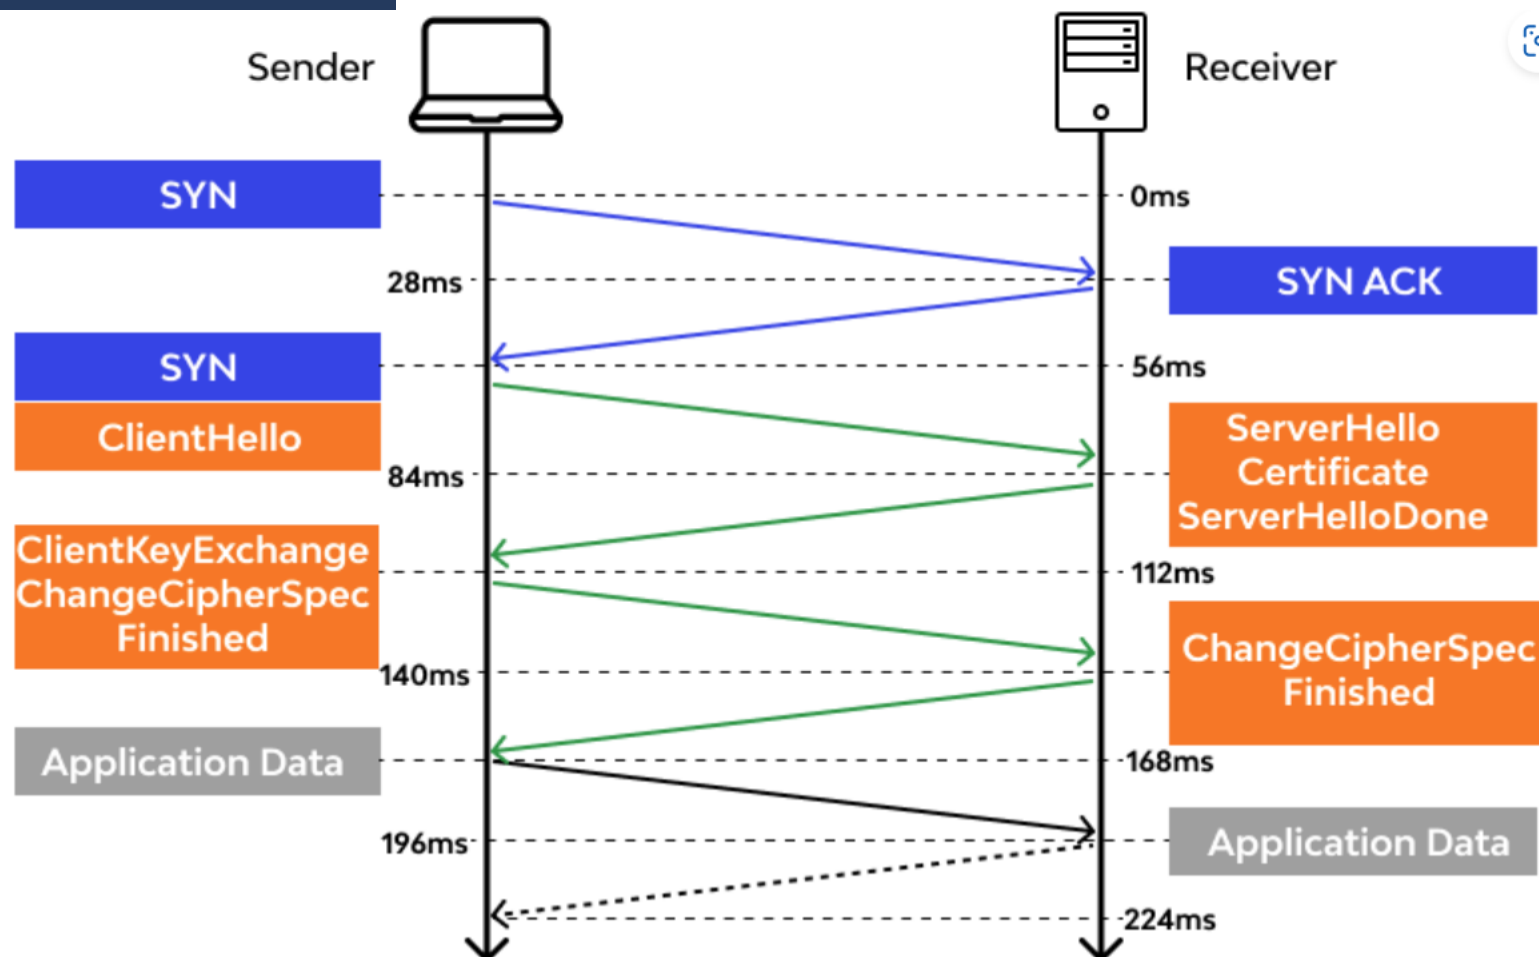 Sender
Receiver
SYN
0ms
28ms
SYN ACK
SYN
56ms
ClientHello
ServerHello
Certificate
ServerHelloDone
84ms
ClientKeyExchange
ChangeCipherSpec
Finished
112ms
ChangeCipherSpec
Finished
140ms
Application Data
168ms
196ms
Application Data
224ms